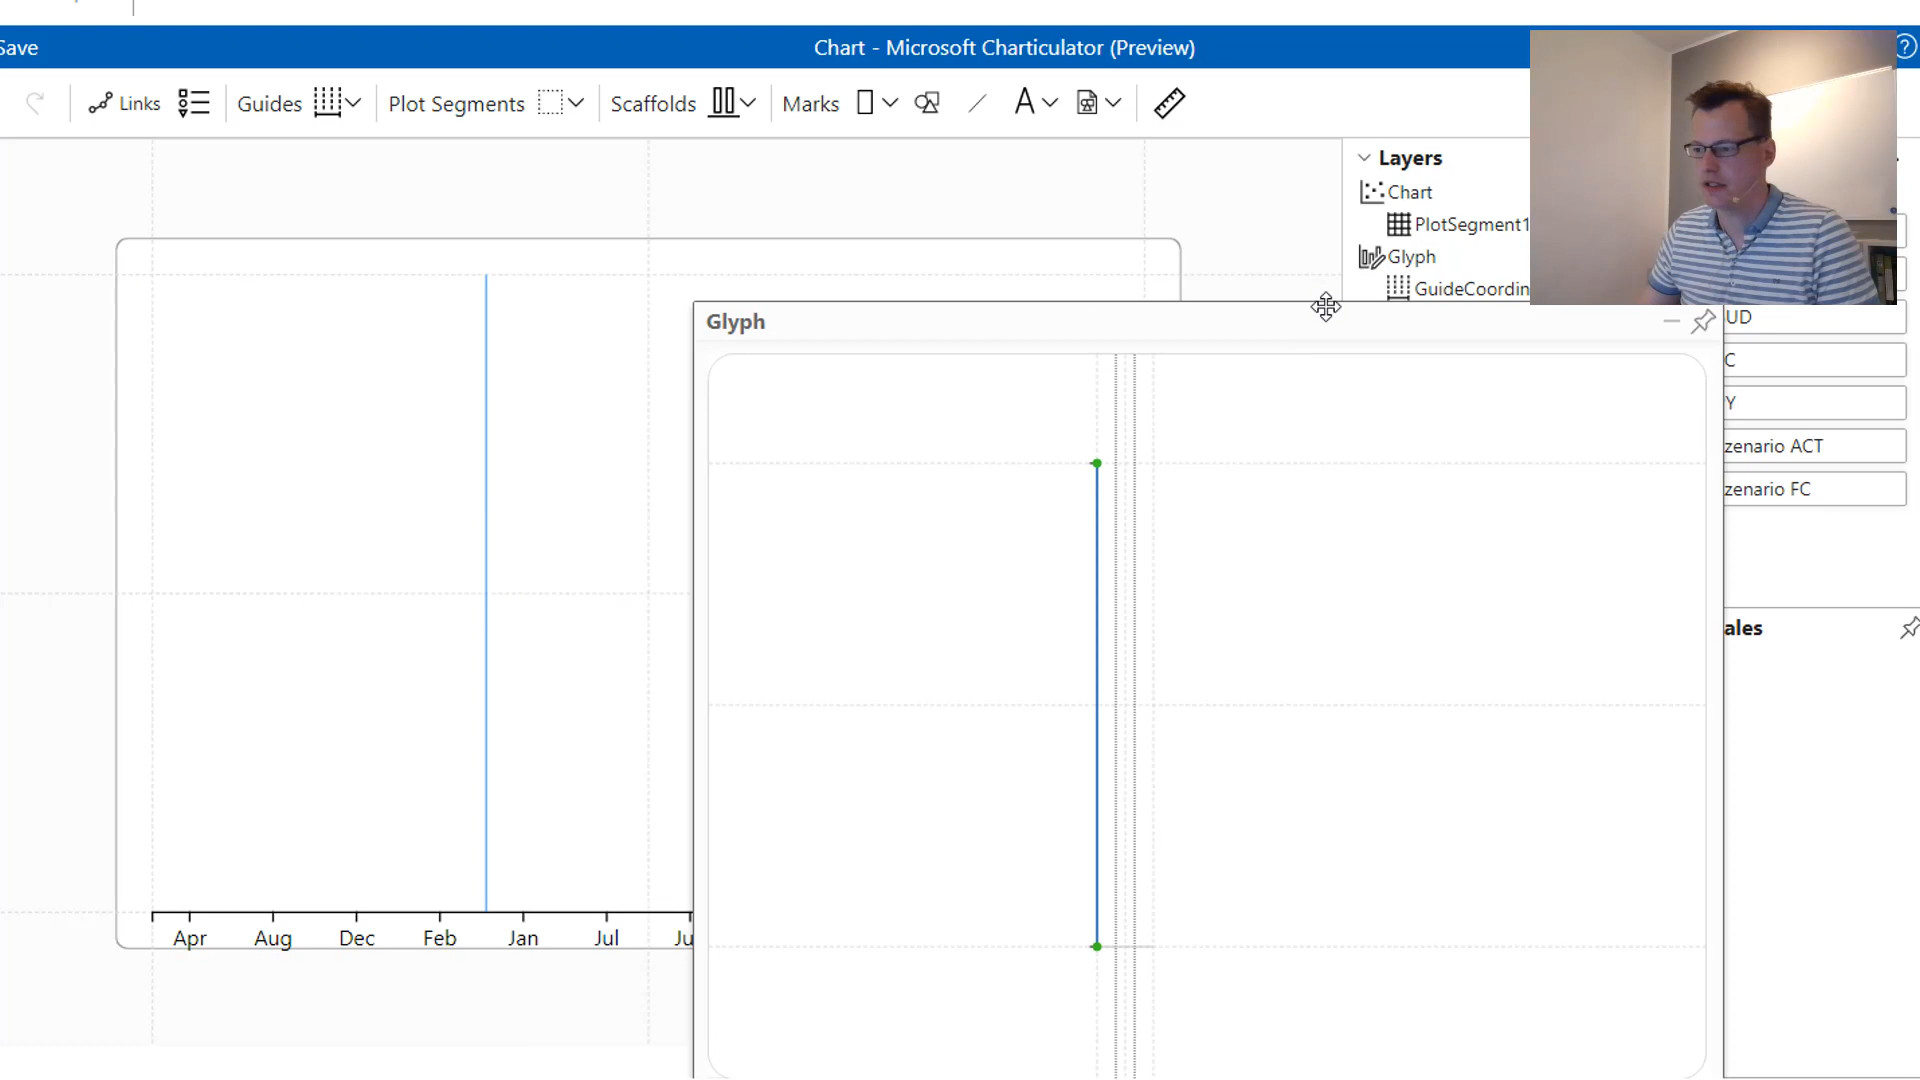 Save
Chart - Microsoft Charticulator (Preview)
Links
Guides
Plot Segments
Scaffolds
Marks
Layers
Chart
PlotSegment1
Glyph
GuideCoordin
Glyph
UD
C
Y
zenario ACT
zenario FC
ales
Apr
Aug
Dec
Feb
Jan
Jul
Ju